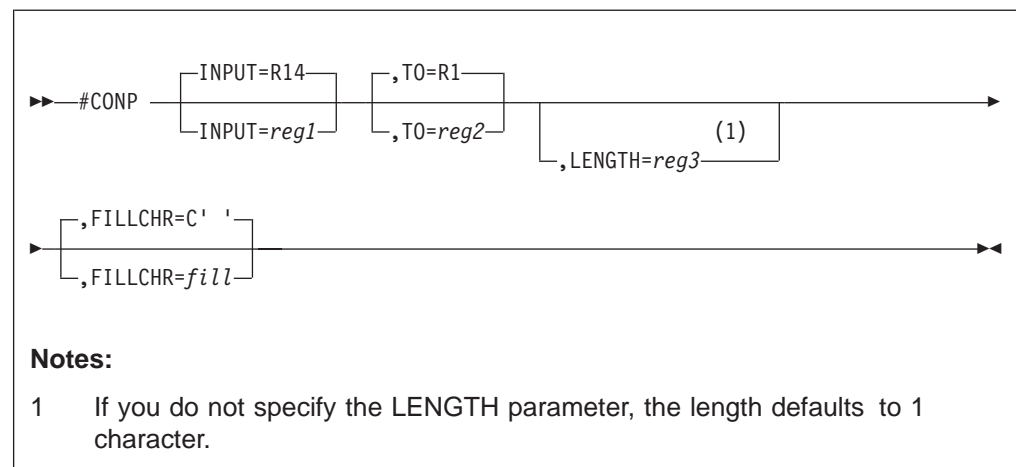 INPUT=R14 ,TO=R1
#CONP
INPUT=reg1 ,TO=reg2 (1)
,LENGTH=reg3
,FILLCHR=C' '
,FILLCHR=fill
Notes:
1 If you do not specify the LENGTH parameter, the length defaults to 1
character.